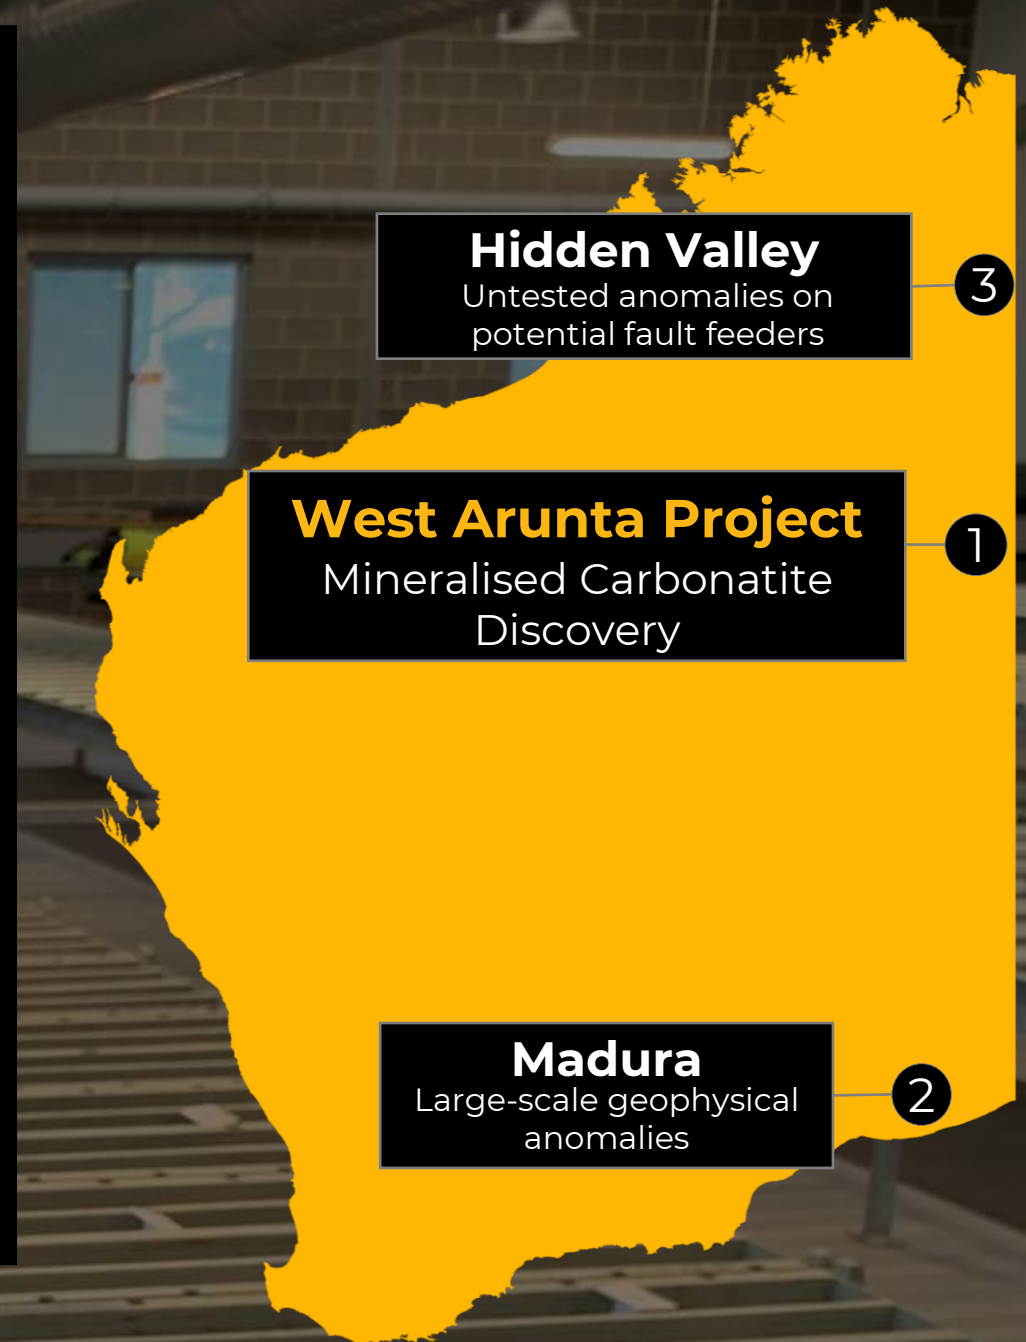 Hidden Valley
Untested anomalies on
potential fault feeders
3
West Arunta Project
Mineralised Carbonatite
Discovery
1
Madura
Large-scale geophysical
anomalies
2